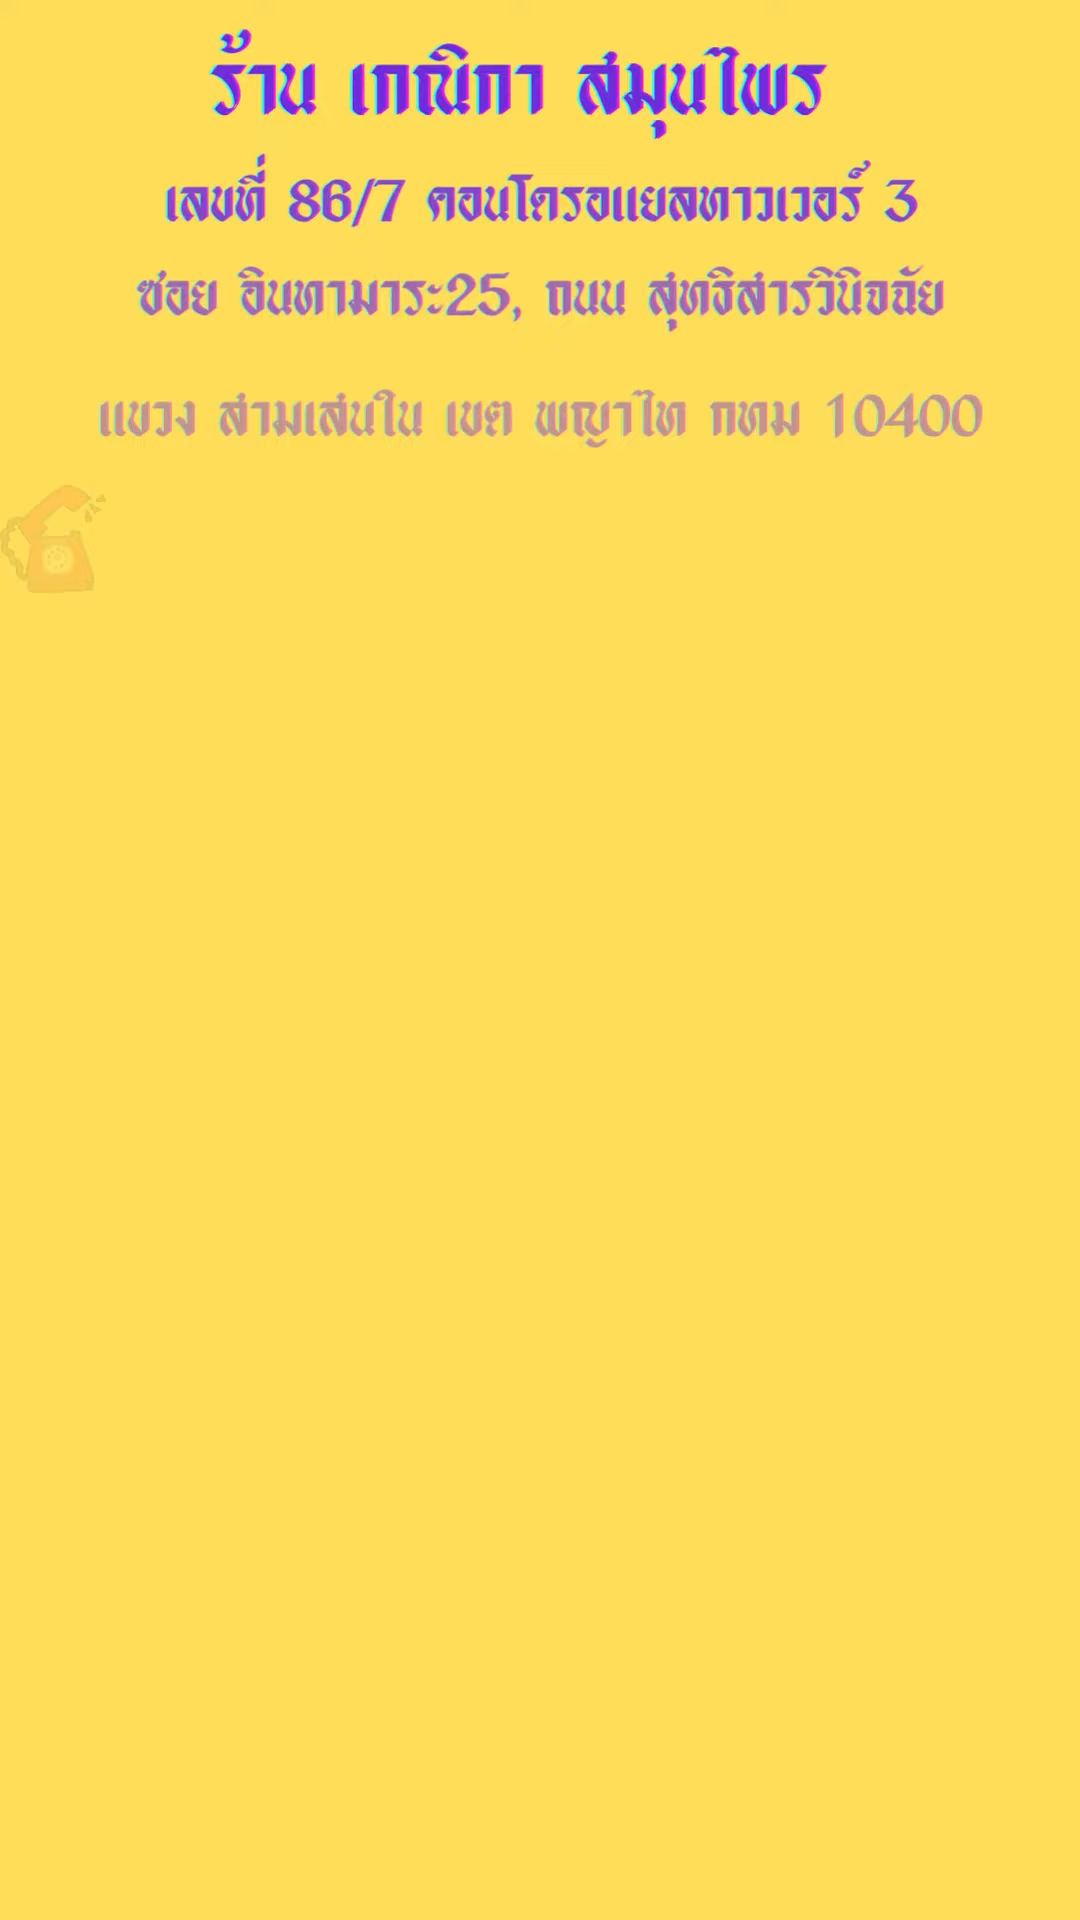 ร้าน เกณิกา สมุนไพร
เลขที่ 86/7 คอนโดรอแยลทาวเวอร์ 3
ซอย อินทามาระ25, ถนน สุทธิสารวินิจฉัย
แขวง สามเสนใน เขต พญาไท กทม 10400